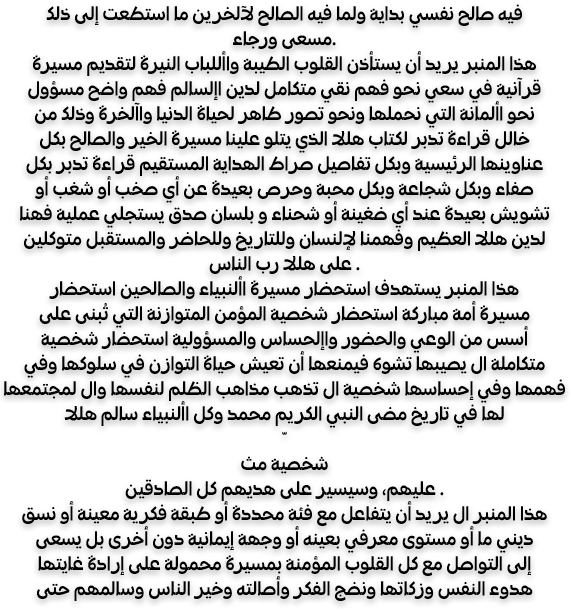 فيه صالح نفسي بداية ولما فيه الصالح لآلخرين ما استطعت إلى ذلك
مسعى ورجاء.
هذا المنبر يريد أن يستأذن القلوب الطيبة واأللباب النيرة لتقديم مسيرة
قرآنية في سعي نحو فهم نقي متكامل لدين اإلسالم فهم واضح مسؤول
نحو األمانة التي نحملها ونحو تصور ظاهر لحياة الدنيا واآلخرة وذلك من
خالل قراءة تدبر لكتاب هللا الذي يتلو علينا مسيرة الخير والصالح بكل
عناوينها الرئيسية وبكل تفاصيل صراط الهداية المستقيم قراءة تدبر بكل
صفاء وبكل شجاعة وبكل محبة وحرص بعيدة عن أي صخب أو شغب أو
تشويش بعيدة عند أي ضغينة أو شحناء و بلسان صدق يستجلي عملية فهنا
لدين هللا العظيم وفهمنا لإلنسان وللتاريخ وللحاضر والمستقبل متوكلين
على هللا رب الناس .
هذا المنبر يستهدف استحضار مسيرة األنبياء والصالحين استحضار
مسيرة أمة مباركة استحضار شخصية المؤمن المتوازنة التي تُبنى على
أسس من الوعي والحضور واإلحساس والمسؤولية استحضار شخصية
متكاملة ال يصيبها تشوه فيمنعها أن تعيش حياة التوازن في سلوكها وفي
فهمها وفي إحساسها شخصية ال تذهب مذاهب الظلم لنفسها وال لمجتمعها
لها في تاريخ مضى النبي الكريم محمد وكل األنبياء سالم هللا
ّ
شخصية مث
عليهم، وسيسير على هديهم كل الصادقين .
هذا المنبر ال يريد أن يتفاعل مع فئة محددة أو طبقة فكرية معينة أو نسق
ديني ما أو مستوى معرفي بعينه أو وجهة إيمانية دون أخرى بل يسعى
إلى التواصل مع كل القلوب المؤمنة بمسيرة محمولة على إرادة غايتها
هدوء النفس وزكاتها ونضج الفكر وأصالته وخير الناس وسالمهم حتى